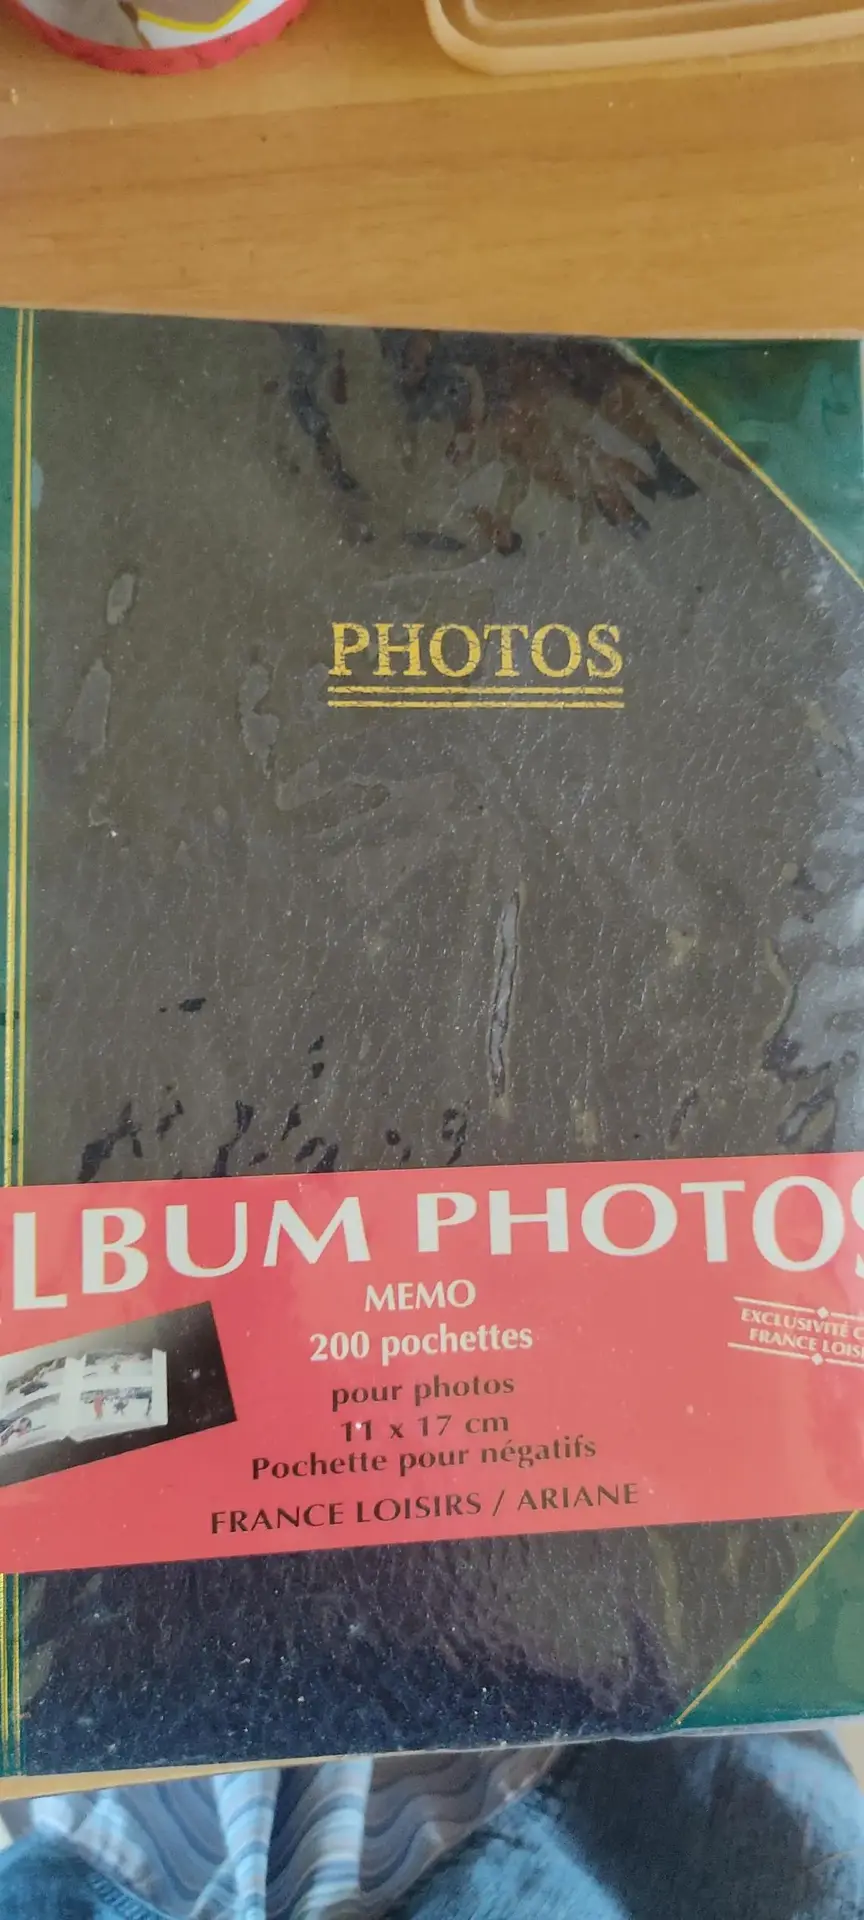 PHOTOS
LBUM PHOTOS
MEMO
200 pochettes
pour photos
11 x 17 cm
Pochette pour négatifs
FRANCE LOISIRS / ARIANE
EXCLUSIVITÉ
FRANCE LOIS